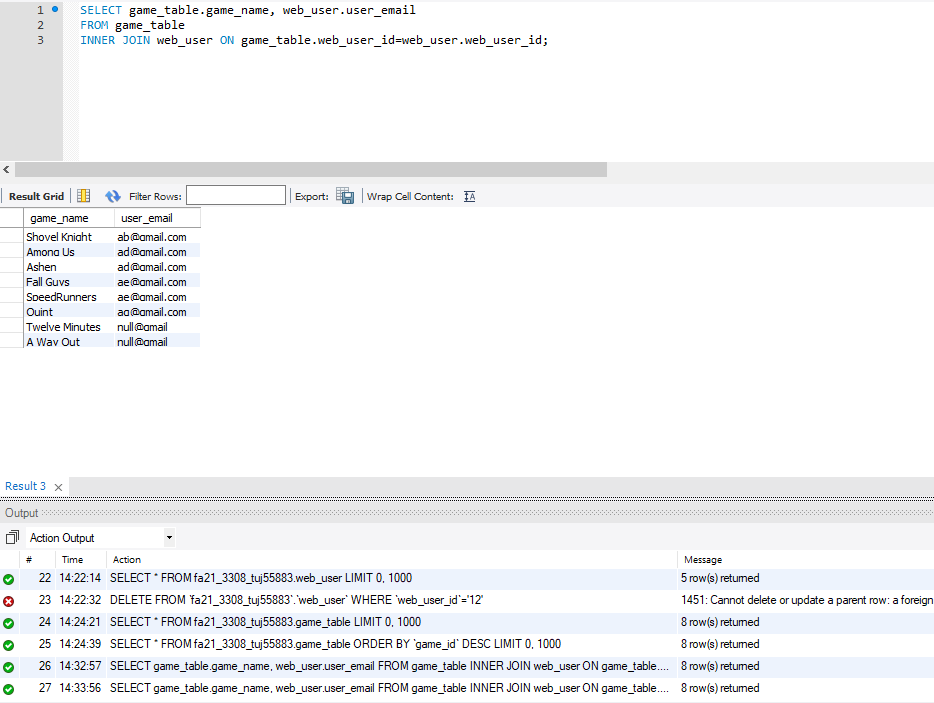 1 SELECT game_table.game_name, web_user.user_email
2 FROM game_table
3 INNER JOIN web_user ON game_table.web_user_id=web_user.web_user_id;
Result Grid Filter Rows: Export: Wrap Cell Content:
game_name user_email
Shovel Knight ab@gmail.com
Among Us ad@gmail.com
Ashen ad@gmail.com
Fall Guys ae@gmail.com
SpeedRunners ae@gmail.com
Quint ag@gmail.com
Twelve Minutes null@gmail
A Way Out null@gmail
Result 3
Output
Action Output
# Time Action Message
22 14:22:14 SELECT * FROM fa21_3308_tuj55883.web_user LIMIT 0, 1000 5 row(s) returned
23 14:22:32 DELETE FROM `fa21_3308_tuj55883`.`web_user` WHERE `web_user_id`='12' 1451: Cannot delete or update a parent row: a foreign
24 14:24:21 SELECT * FROM fa21_3308_tuj55883.game_table LIMIT 0, 1000 8 row(s) returned
25 14:24:39 SELECT * FROM fa21_3308_tuj55883.game_table ORDER BY `game_id` DESC LIMIT 0, 1000 8 row(s) returned
26 14:32:57 SELECT game_table.game_name, web_user.user_email FROM game_table INNER JOIN web_user ON game_table.... 8 row(s) returned
27 14:33:56 SELECT game_table.game_name, web_user.user_email FROM game_table INNER JOIN web_user ON game_table.... 8 row(s) returned